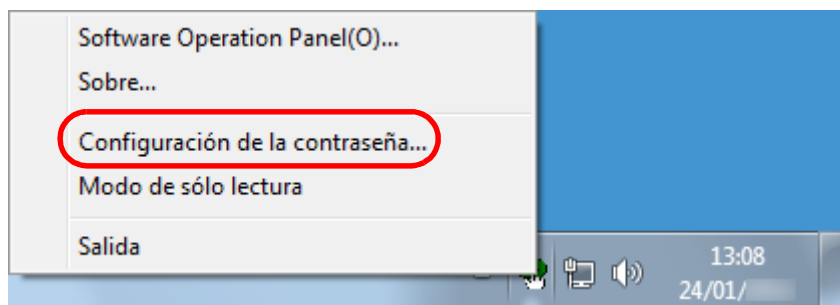 Software Operation Panel(O)...
Sobre...
Configuración de la contraseña...
Modo de sólo lectura
Salida
13:08
24/01/